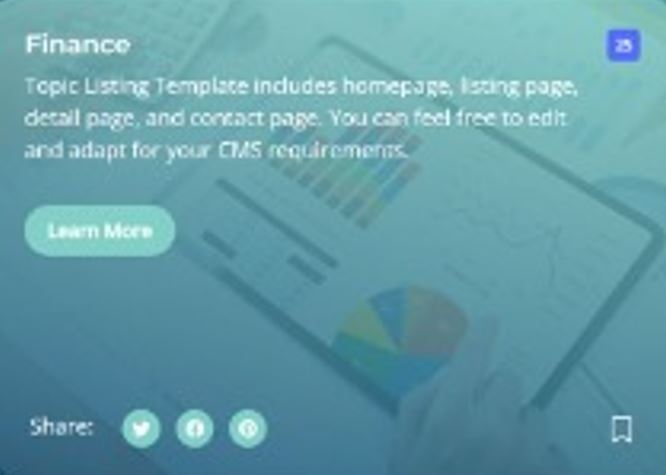 Finance
25
Topic Listing Template includes homepage, listing page,
detail page, and contact page. You can feel free to edit
and adapt for your CMS requirements.
Learn More
Share: